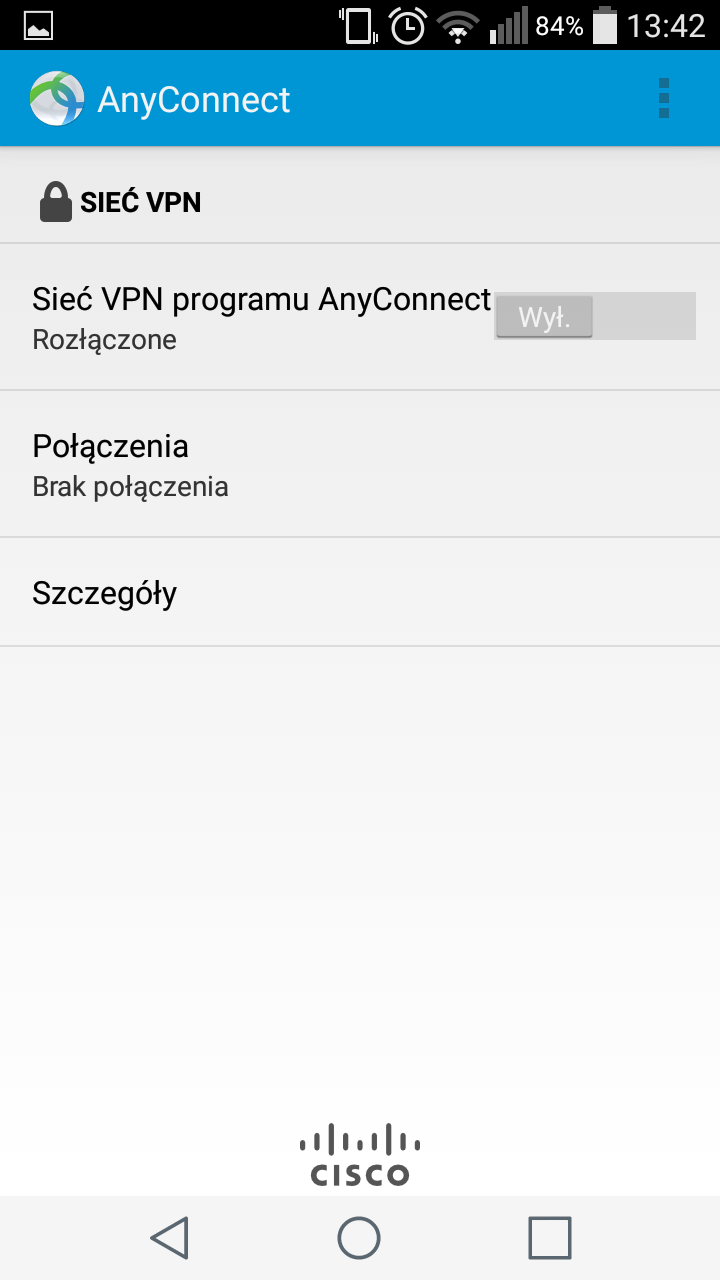 84% 13:42
AnyConnect
SIEĆ VPN
Sieć VPN programu AnyConnect
Wył.
Rozłączone
Połączenia
Brak połączenia
Szczegóły
CISCO